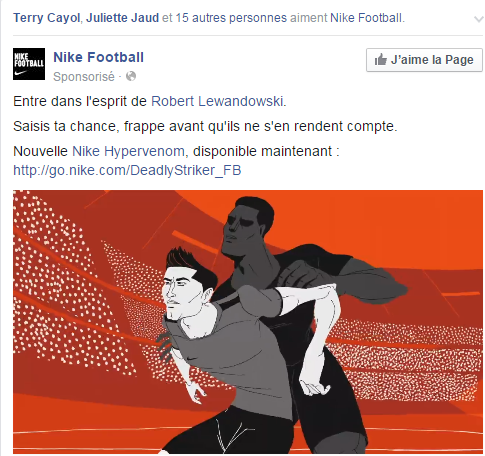 Terry Cayol, Juliette Jaud et 15 autres personnes aiment Nike Football.
NIKE
FOOTBALL
Nike Football
Sponsorisé ·
J'aime la Page
Entre dans l'esprit de Robert Lewandowski.
Saisis ta chance, frappe avant qu'ils ne s'en rendent compte.
Nouvelle Nike Hypervenom, disponible maintenant :
http://go.nike.com/DeadlyStriker_FB